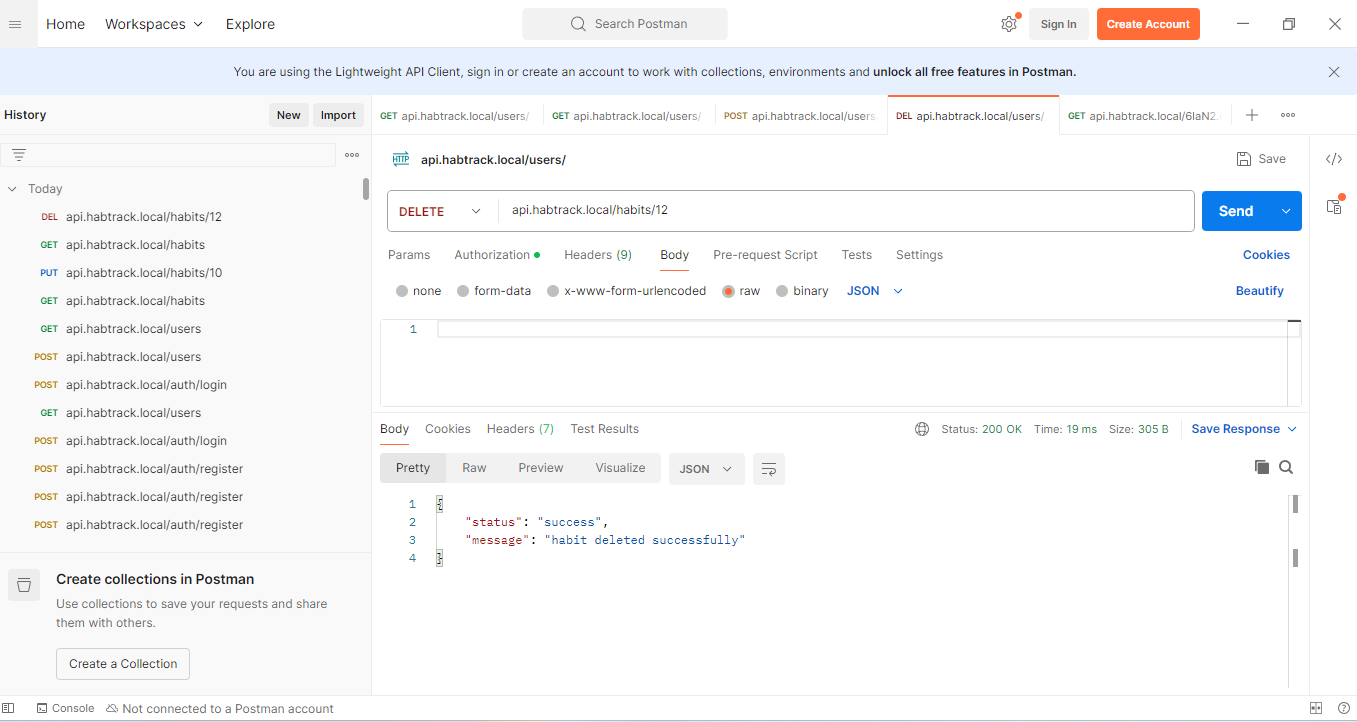 Home Workspaces Explore Search Postman Sign In Create Account
You are using the Lightweight API Client, sign in or create an account to work with collections, environments and unlock all free features in Postman.
History New Import
GET api.habtrack.local/users/ GET api.habtrack.local/users/ POST api.habtrack.local/users DEL api.habtrack.local/users/ GET api.habtrack.local/6IaN2.
HTTP api.habtrack.local/users/ Save
Today
DEL api.habtrack.local/habits/12
GET api.habtrack.local/habits
PUT api.habtrack.local/habits/10
GET api.habtrack.local/habits
GET api.habtrack.local/users
POST api.habtrack.local/users
POST api.habtrack.local/auth/login
GET api.habtrack.local/users
POST api.habtrack.local/auth/login
POST api.habtrack.local/auth/register
POST api.habtrack.local/auth/register
POST api.habtrack.local/auth/register
Create collections in Postman
Use collections to save your requests and share
them with others.
Create a Collection
DELETE api.habtrack.local/habits/12 Send
Params Authorization Headers (9) Body Pre-request Script Tests Settings Cookies
none form-data x-www-form-urlencoded raw binary JSON Beautify
1
Body Cookies Headers (7) Test Results Status: 200 OK Time: 19 ms Size: 305 B Save Response
Pretty Raw Preview Visualize JSON
1 {
2 "status": "success",
3 "message": "habit deleted successfully"
4 }
Console Not connected to a Postman account